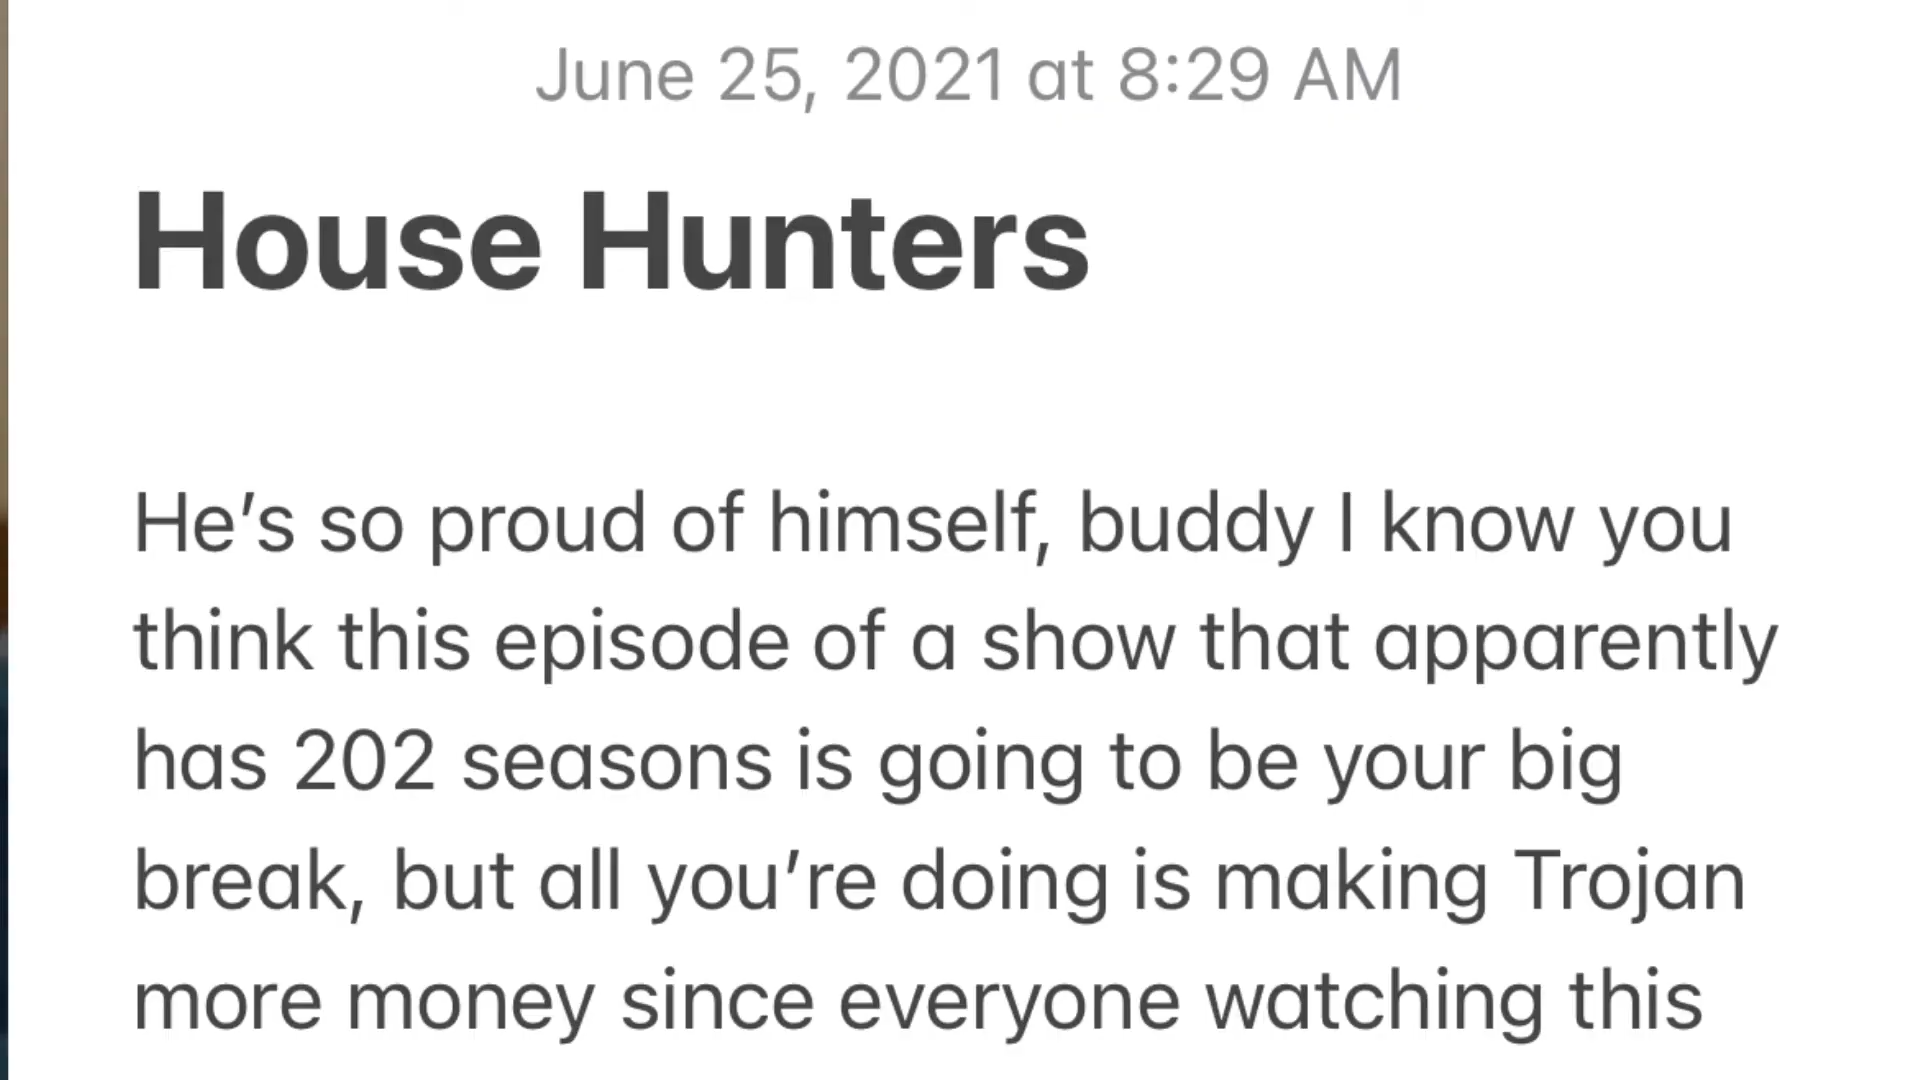 June 25, 2021 at 8:29 AM
House Hunters
He’s so proud of himself, buddy I know you
think this episode of a show that apparently
has 202 seasons is going to be your big
break, but all you’re doing is making Trojan
more money since everyone watching this